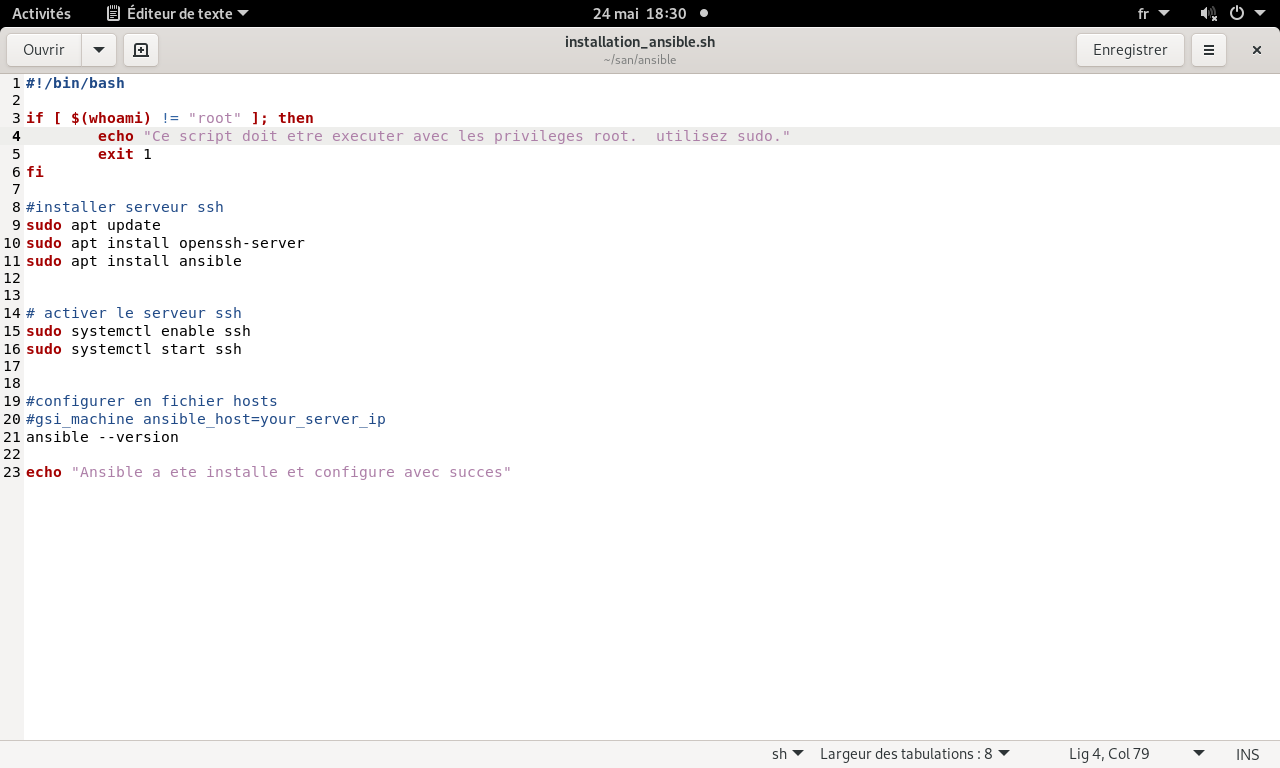 Activités Éditeur de texte 24 mai 18:30 fr
Ouvrir installation_ansible.sh Enregistrer
~/san/ansible
1 #!/bin/bash
2
3 if [ $(whoami) != "root" ]; then
4 echo "Ce script doit etre executer avec les privileges root.  utilisez sudo."
5 exit 1
6 fi
7
8 #installer serveur ssh
9 sudo apt update
10 sudo apt install openssh-server
11 sudo apt install ansible
12
13
14 # activer le serveur ssh
15 sudo systemctl enable ssh
16 sudo systemctl start ssh
17
18
19 #configurer en fichier hosts
20 #gsi_machine ansible_host=your_server_ip
21 ansible --version
22
23 echo "Ansible a ete installe et configure avec succes"
sh Largeur des tabulations : 8 Lig 4, Col 79 INS